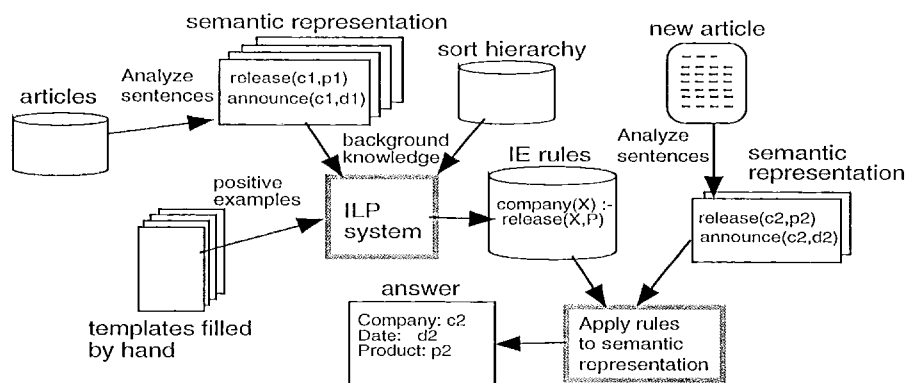 semantic representation
sort hierarchy
new article
articles
Analyze
sentences
release(c1,p1)
announce(c1,d1)
background
knowledge
IE rules
Analyze
sentences
semantic
representation
positive
examples
ILP
system
company(X) :-
release(X,P)
release(c2,p2)
announce(c2,d2)
templates filled
by hand
answer
Company: c2
Date: d2
Product: p2
Apply rules
to semantic
representation